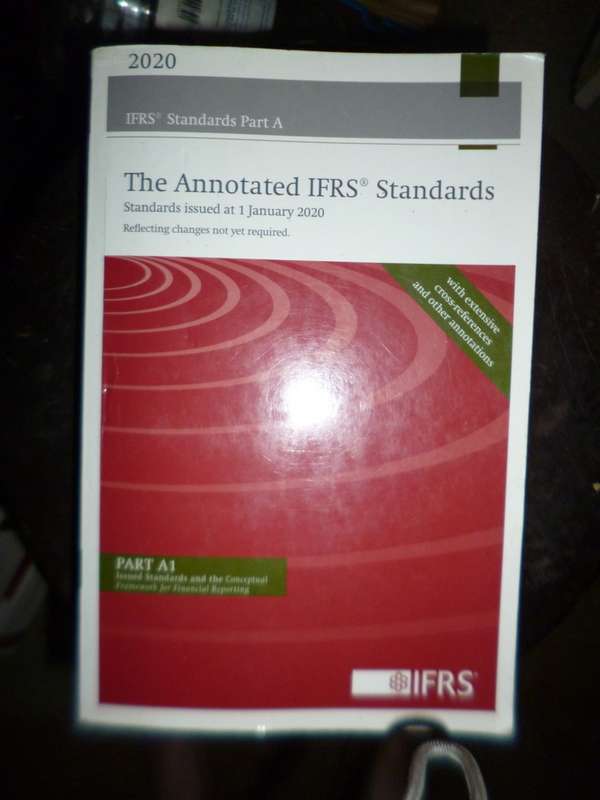 2020
IFRS® Standards Part A
The Annotated IFRS® Standards
Standards issued at 1 January 2020
Reflecting changes not yet required.
with extensive
cross-references
and other annotations
PART A1
Issued Standards and the Conceptual
Framework for Financial Reporting
IFRS®